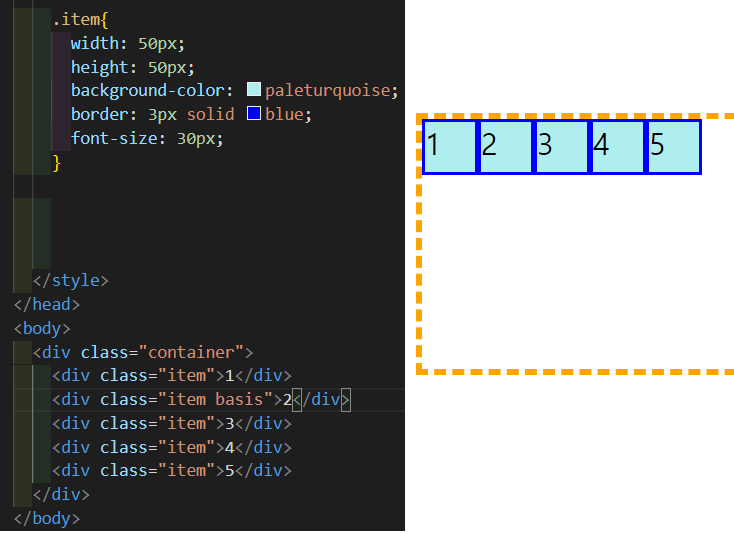 .item{
width: 50px;
height: 50px;
background-color: paleturquoise;
border: 3px solid blue;
font-size: 30px;
}
</style>
</head>
<body>
<div class="container">
<div class="item">1</div>
<div class="item basis">2</div>
<div class="item">3</div>
<div class="item">4</div>
<div class="item">5</div>
</div>
</body>
1 2 3 4 5